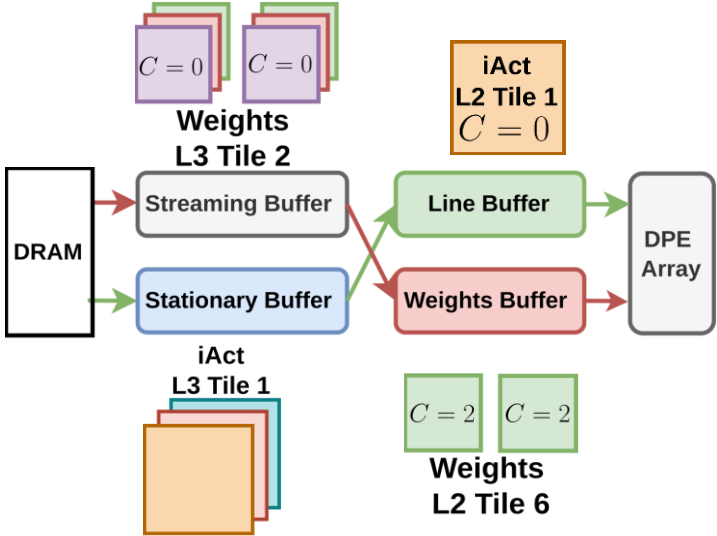 C = 0
C = 0
Weights
L3 Tile 2
iAct
L2 Tile 1
C = 0
DRAM
Streaming Buffer
Line Buffer
DPE
Array
Stationary Buffer
Weights Buffer
iAct
L3 Tile 1
C = 2
C = 2
Weights
L2 Tile 6